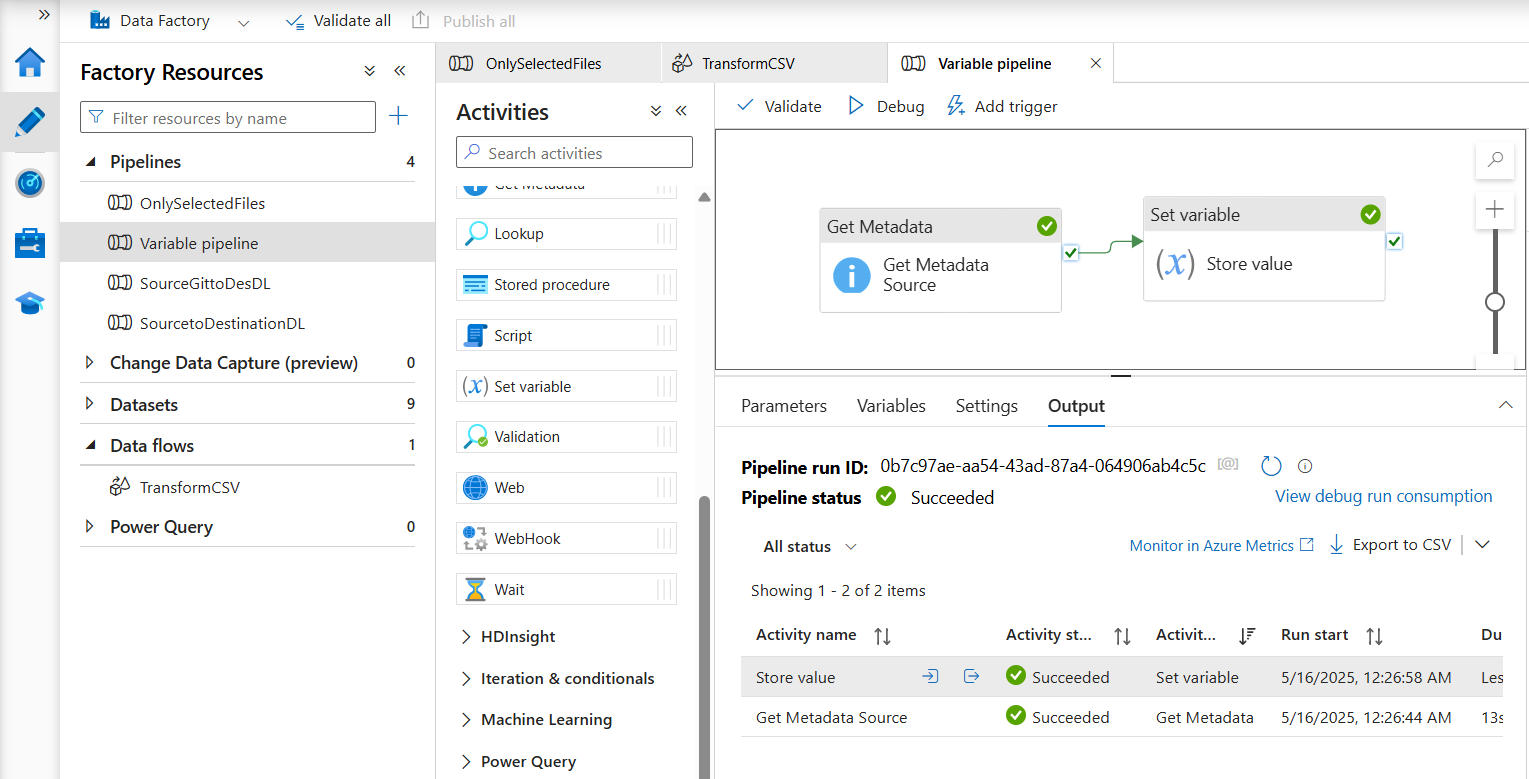 Data Factory
Validate all
Publish all
Factory Resources
Filter resources by name
Pipelines 4
OnlySelectedFiles
Variable pipeline
SourceGittoDesDL
SourcetoDestinationDL
Change Data Capture (preview) 0
Datasets 9
Data flows 1
TransformCSV
Power Query 0
OnlySelectedFiles
TransformCSV
Variable pipeline
Activities
Search activities
Get Metadata
Lookup
Stored procedure
Script
(x) Set variable
Validation
Web
WebHook
Wait
HDInsight
Iteration & conditionals
Machine Learning
Power Query
Validate
Debug
Add trigger
Get Metadata
Get Metadata
Source
Set variable
(x) Store value
Parameters
Variables
Settings
Output
Pipeline run ID: 0b7c97ae-aa54-43ad-87a4-064906ab4c5c [@]
Pipeline status Succeeded
View debug run consumption
All status
Monitor in Azure Metrics
Export to CSV
Showing 1 - 2 of 2 items
Activity name Activity st... Activit... Run start Du
Store value Succeeded Set variable 5/16/2025, 12:26:58 AM Les
Get Metadata Source Succeeded Get Metadata 5/16/2025, 12:26:44 AM 13s